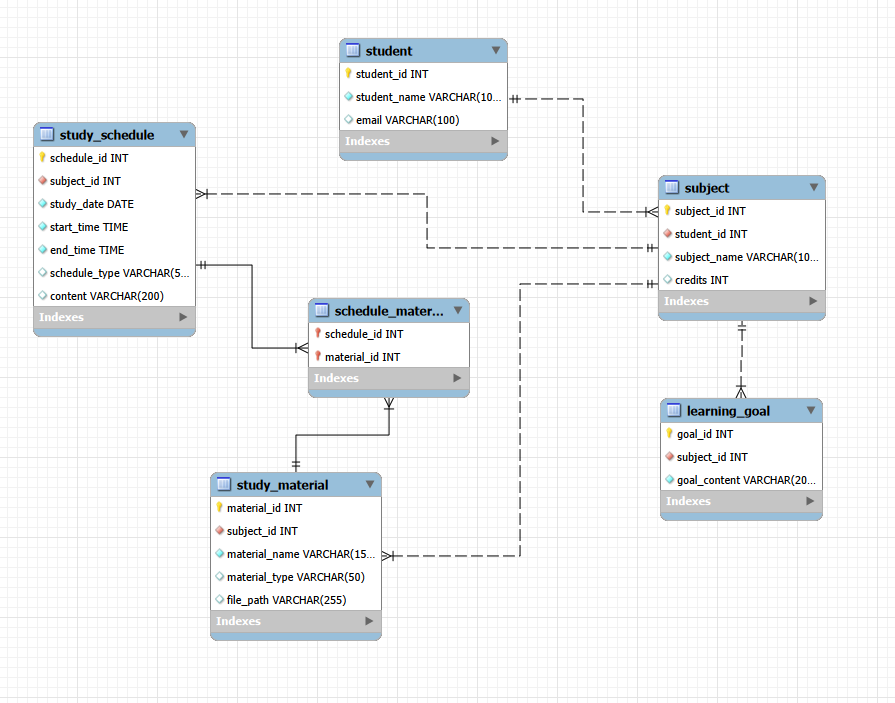 student
student_id INT
student_name VARCHAR(10...
email VARCHAR(100)
Indexes
study_schedule
schedule_id INT
subject_id INT
study_date DATE
start_time TIME
end_time TIME
schedule_type VARCHAR(5...
content VARCHAR(200)
Indexes
subject
subject_id INT
student_id INT
subject_name VARCHAR(10...
credits INT
Indexes
schedule_mater...
schedule_id INT
material_id INT
Indexes
learning_goal
goal_id INT
subject_id INT
goal_content VARCHAR(20...
Indexes
study_material
material_id INT
subject_id INT
material_name VARCHAR(15...
material_type VARCHAR(50)
file_path VARCHAR(255)
Indexes